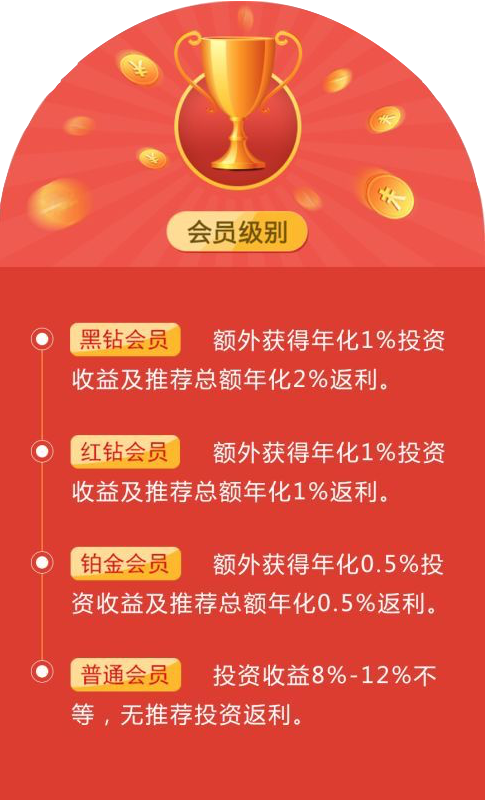 会员级别
黑钻会员 额外获得年化1%投资
收益及推荐总额年化2%返利。
红钻会员 额外获得年化1%投资
收益及推荐总额年化1%返利。
铂金会员 额外获得年化0.5%投
资收益及推荐总额年化0.5%返利。
普通会员 投资收益8%-12%不
等，无推荐投资返利。